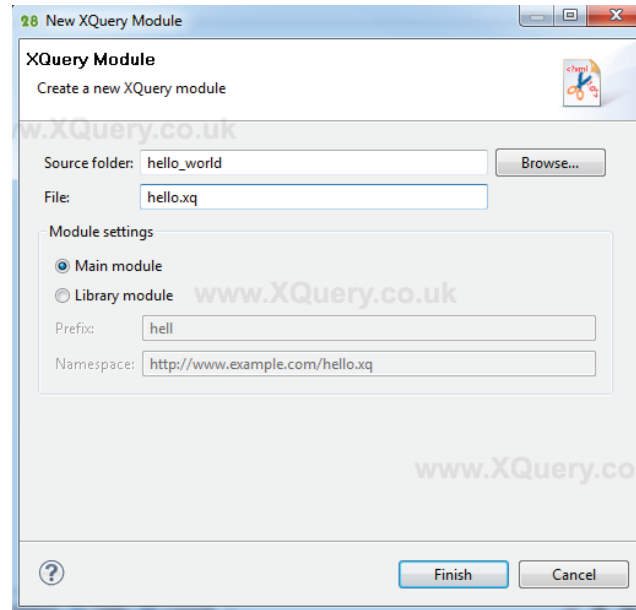 28 New XQuery Module
XQuery Module
Create a new XQuery module
<?xml
w.XQuery.co.uk
Source folder: hello_world Browse...
File: hello.xq
Module settings
Main module
Library module
www.XQuery.co.uk
Prefix: hell
Namespace: http://www.example.com/hello.xq
www.XQuery.co
? Finish Cancel